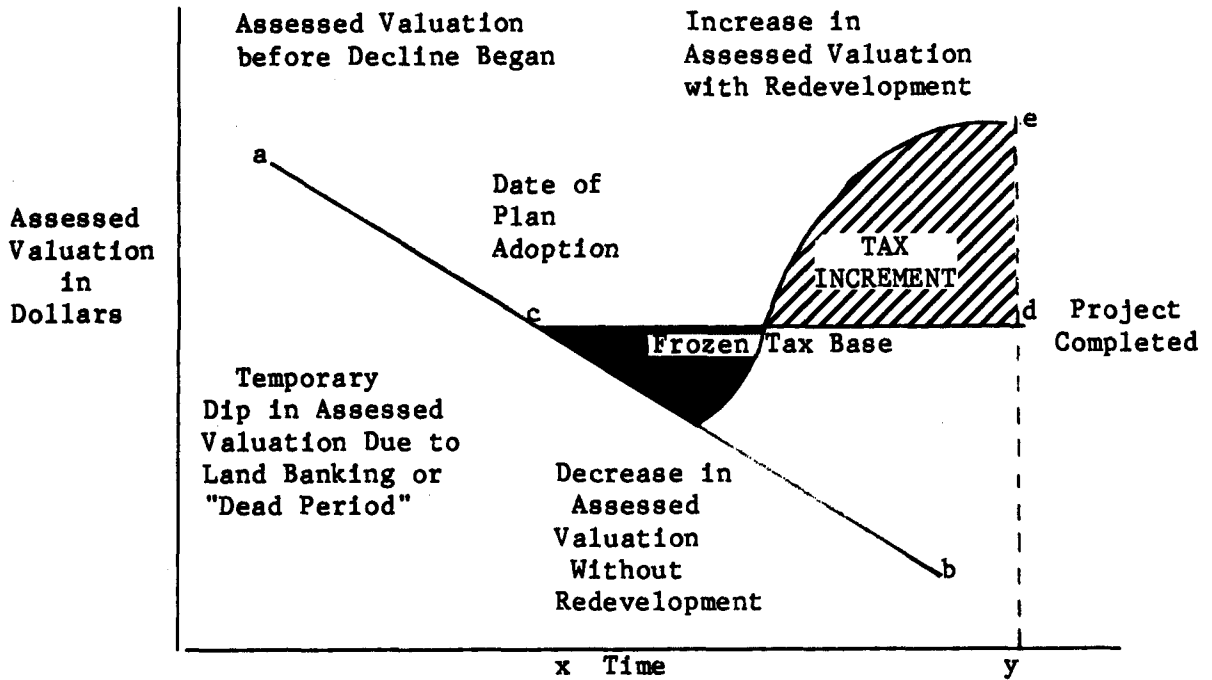 Assessed Valuation
before Decline Began
Increase in
Assessed Valuation
with Redevelopment
a
e
Date of
Plan
Adoption
Assessed
Valuation
in
Dollars
TAX
INCREMENT
c
d
Project
Completed
Frozen Tax Base
Temporary
Dip in Assessed
Valuation Due to
Land Banking or
"Dead Period"
Decrease in
Assessed
Valuation
Without
Redevelopment
b
x Time
y